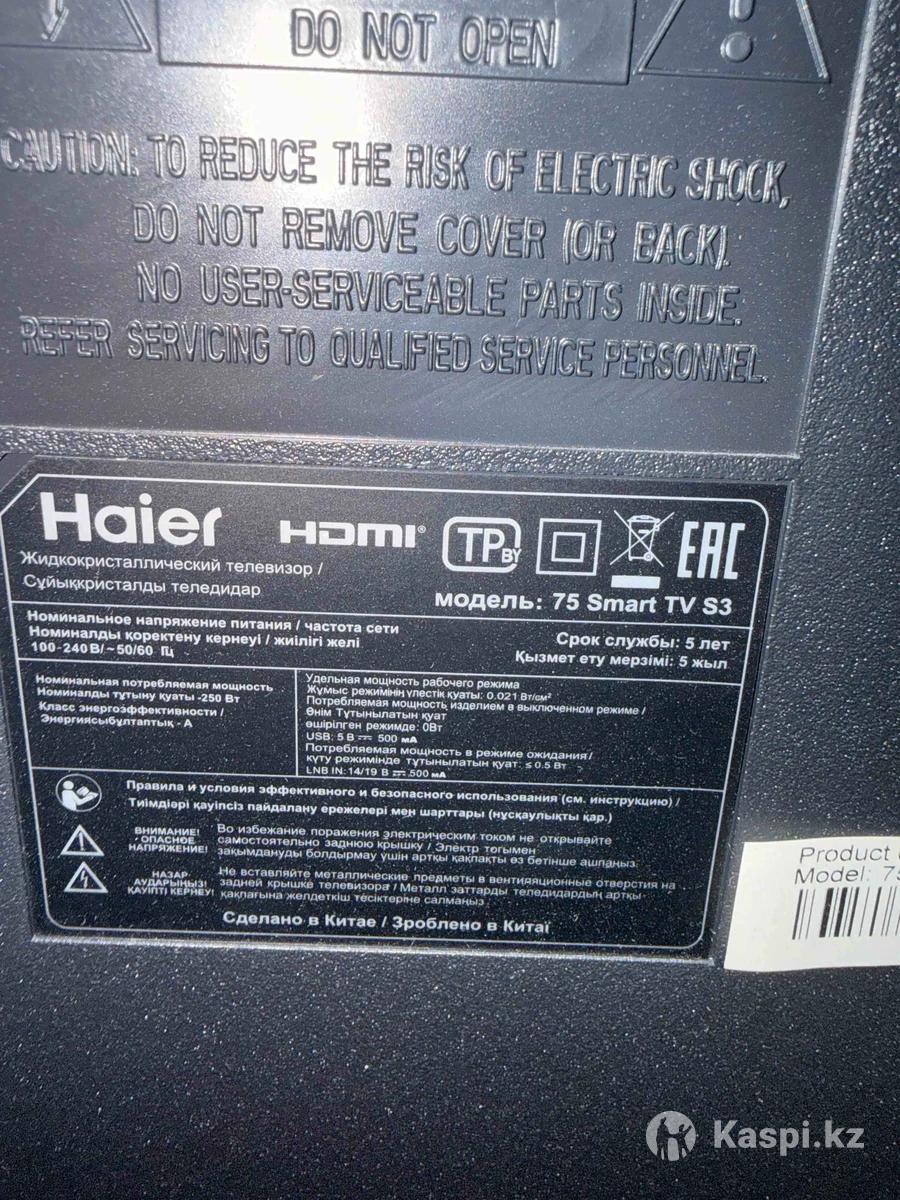 DO NOT OPEN
CAUTION: TO REDUCE THE RISK OF ELECTRIC SHOCK,
DO NOT REMOVE COVER (OR BACK).
NO USER-SERVICEABLE PARTS INSIDE.
REFER SERVICING TO QUALIFIED SERVICE PERSONNEL.
Haier HDMI® TP BY EAC
Жидкокристаллический телевизор /
Сұйыққристалды теледидар
модель: 75 Smart TV S3
Номинальное напряжение питания / частота сети
Номиналды қоректену кернеуі / жиілігі желі
100-240 В/ ~ 50/60 Гц
Срок службы: 5 лет
Қызмет ету мерзімі: 5 жыл
Номинальная потребляемая мощность
Номиналды тұтыну қуаты -250 Вт
Класс энергоэффективности /
Энергиясыбұлтаптық - А
Удельная мощность рабочего режима
Жұмыс режимінің үлестік қуаты: 0.021 Вт/см²
Потребляемая мощность изделием в выключенном режиме /
Өнім Тұтынылатын қуат
өшірілген режимде: 0Вт
USB: 5 В ⎓ 500 мА
Потребляемая мощность в режиме ожидания /
күту режимінде тұтынылатын қуат: ≤ 0.5 Вт
LNB IN: 14/19 В ⎓ 500 мА
Правила и условия эффективного и безопасного использования (см. инструкцию) /
Тиімдіәрі қауіпсіз пайдалану ережелері мен шарттары (нұсқаулықты қар.)
ВНИМАНИЕ!
/ ОПАСНОЕ
НАПРЯЖЕНИЕ!
Во избежание поражения электрическим током не открывайте
самостоятельно заднюю крышку / Электр тогымен
зақымдануды болдырмау үшін артқы қақпақты өз бетінше ашпаңыз.
НАЗАР
АУДАРЫҢЫЗ!
ҚАУІПТІ КЕРНЕУ!
Не вставляйте металлические предметы в вентиляционные отверстия на
задней крышке телевизора / Металл заттарды теледидардың артқы-
қақпағына желдеткіш тесіктеріне салмаңыз.
Сделано в Китае / Зроблено в Китаї
Product
Model: 75
Kaspi.kz